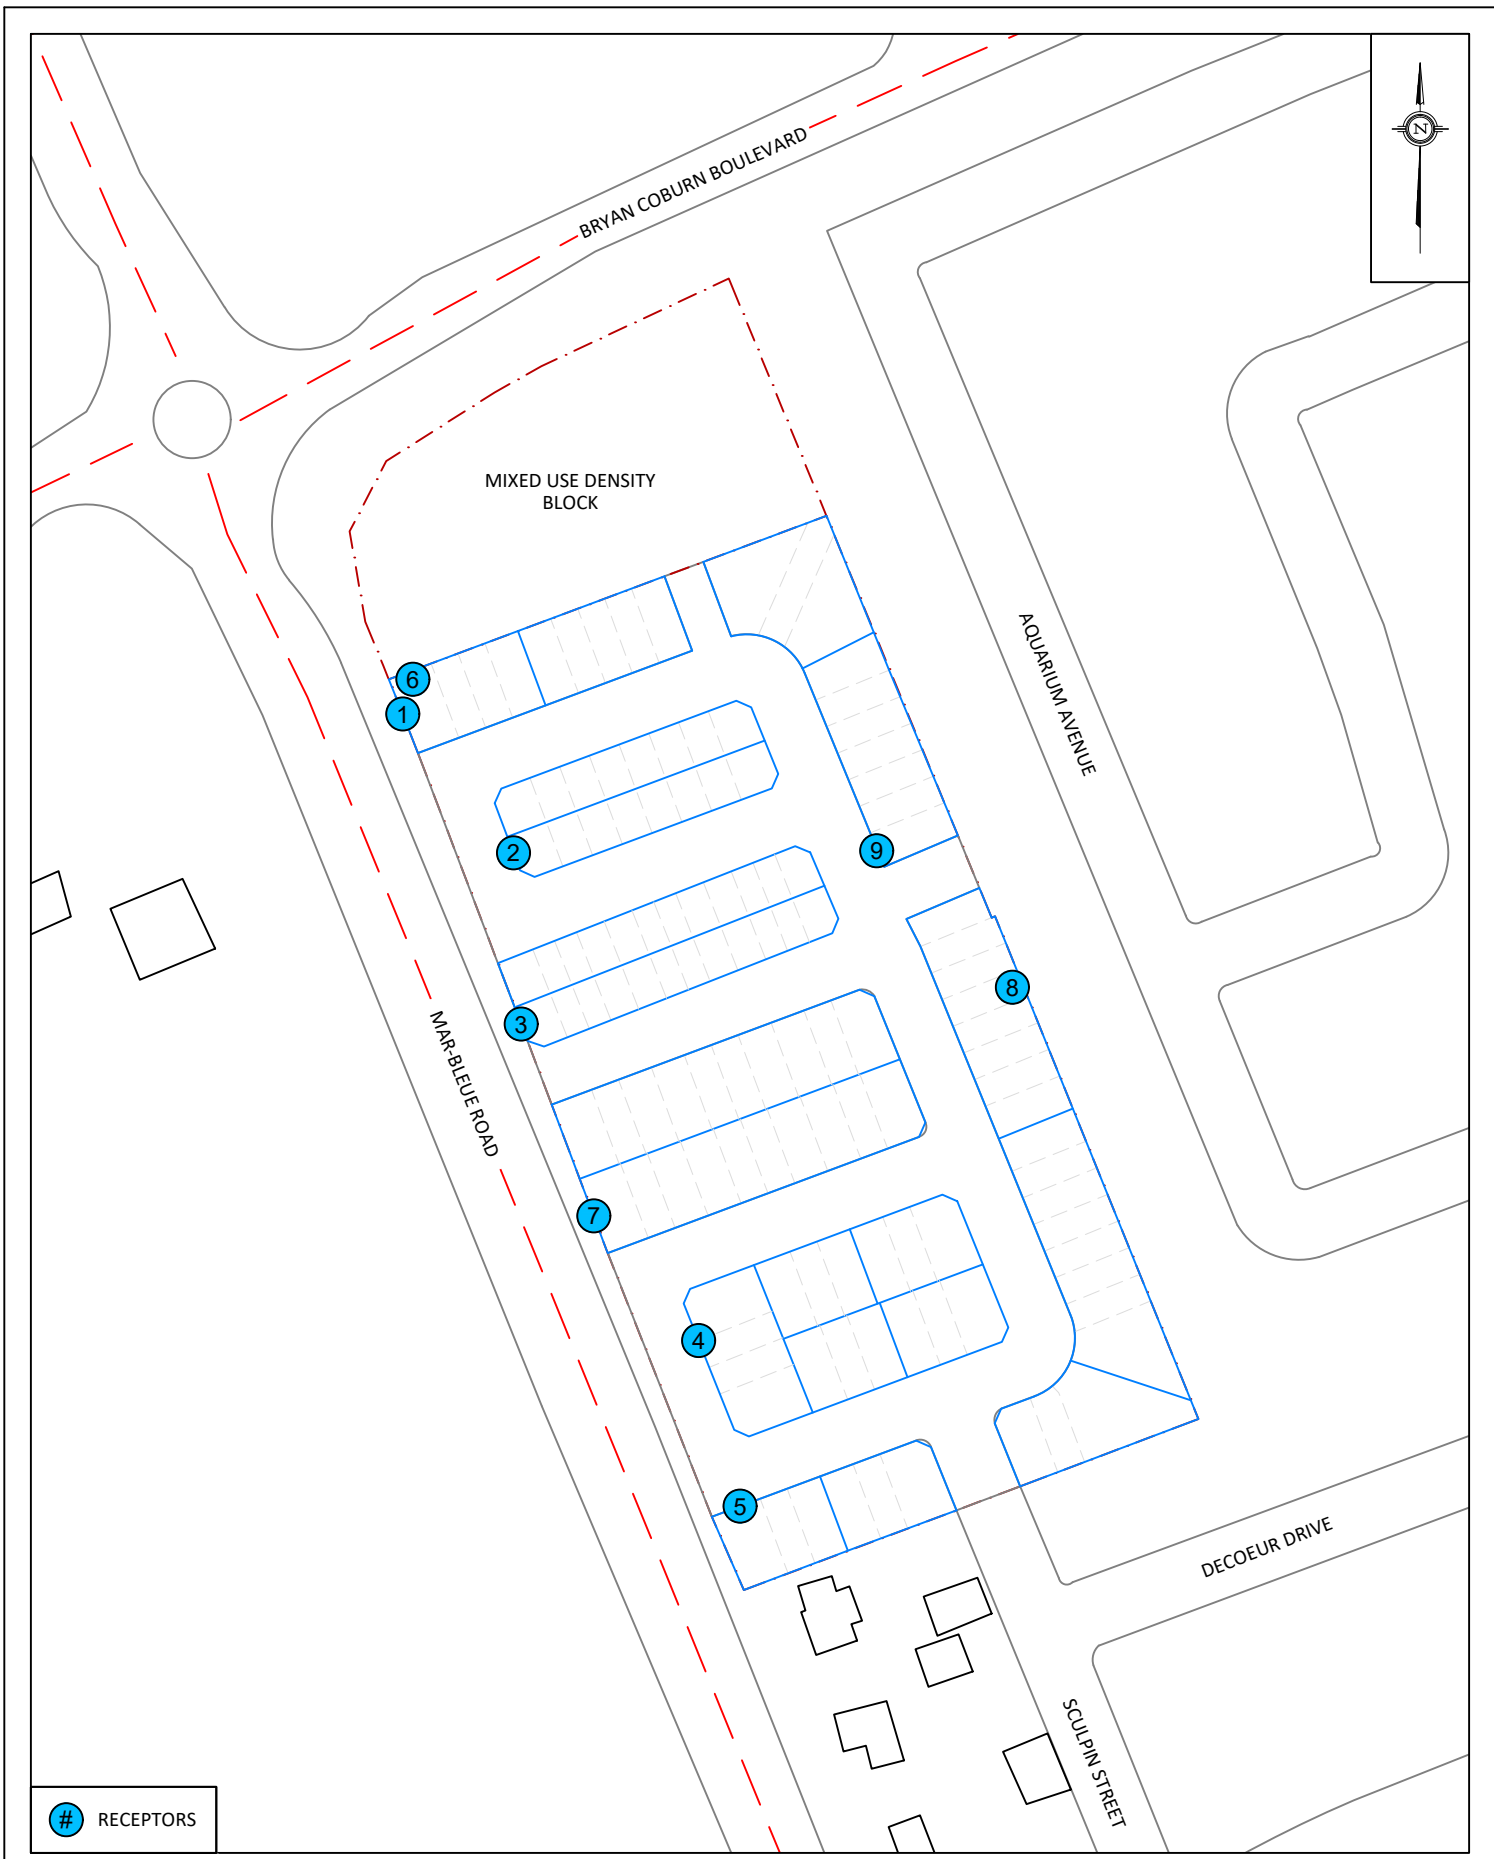 N
BRYAN COBURN BOULEVARD
MIXED USE DENSITY
BLOCK
AQUARIUM AVENUE
6
1
2
9
3
8
MAR-BLEUE ROAD
7
4
5
DECOEUR DRIVE
SCULPIN STREET
# RECEPTORS